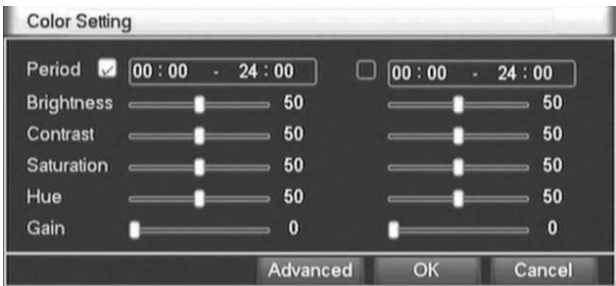 Color Setting
Period 00 : 00 - 24 : 00 00 : 00 - 24 : 00
Brightness 50 50
Contrast 50 50
Saturation 50 50
Hue 50 50
Gain 0 0
Advanced OK Cancel